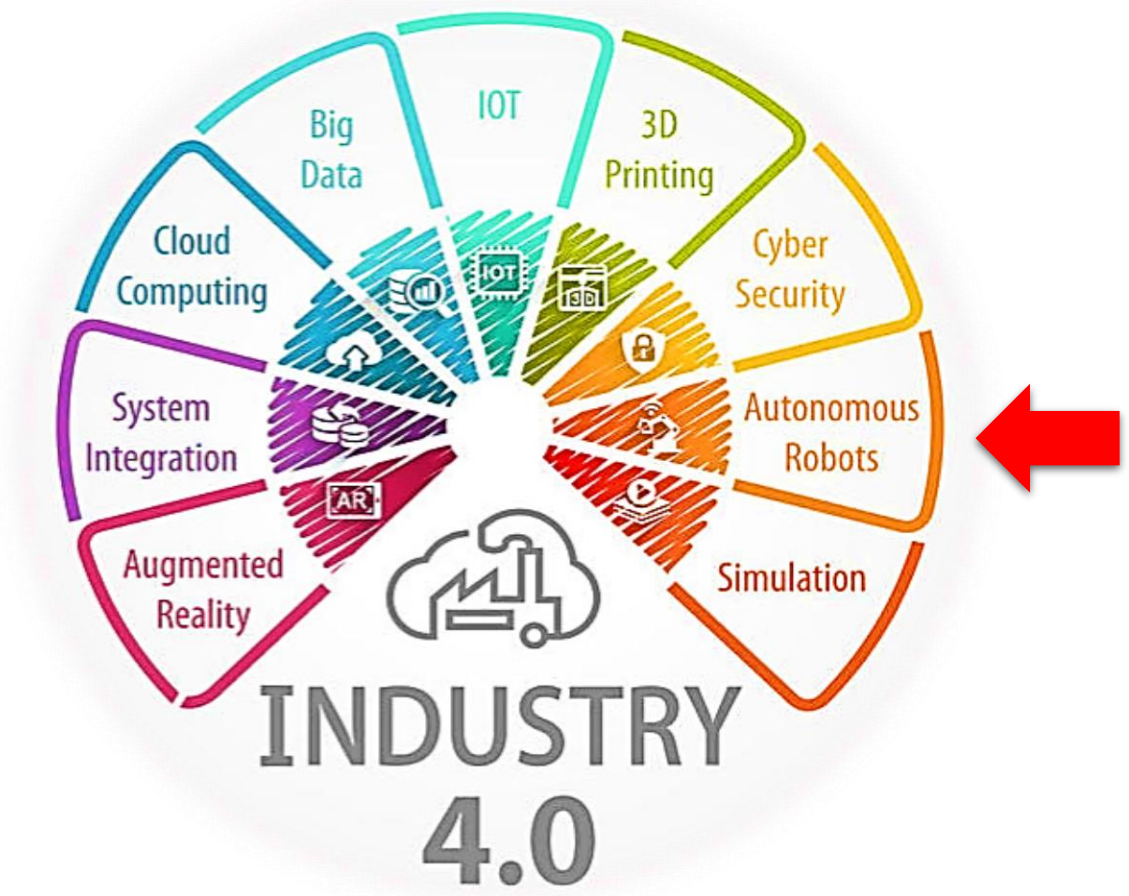 IOT
Big
Data
3D
Printing
Cloud
Computing
Cyber
Security
System
Integration
Autonomous
Robots
Augmented
Reality
Simulation
IOT
3D
AR
INDUSTRY
4.0